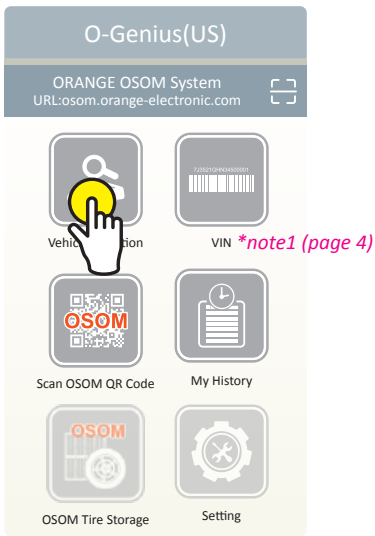 O-Genius(US)
ORANGE OSOM System
URL:osom.orange-electronic.com
7J3521OHN34500001
VIN *note1 (page 4)
OSOM
Scan OSOM QR Code
My History
OSOM
OSOM Tire Storage
Setting